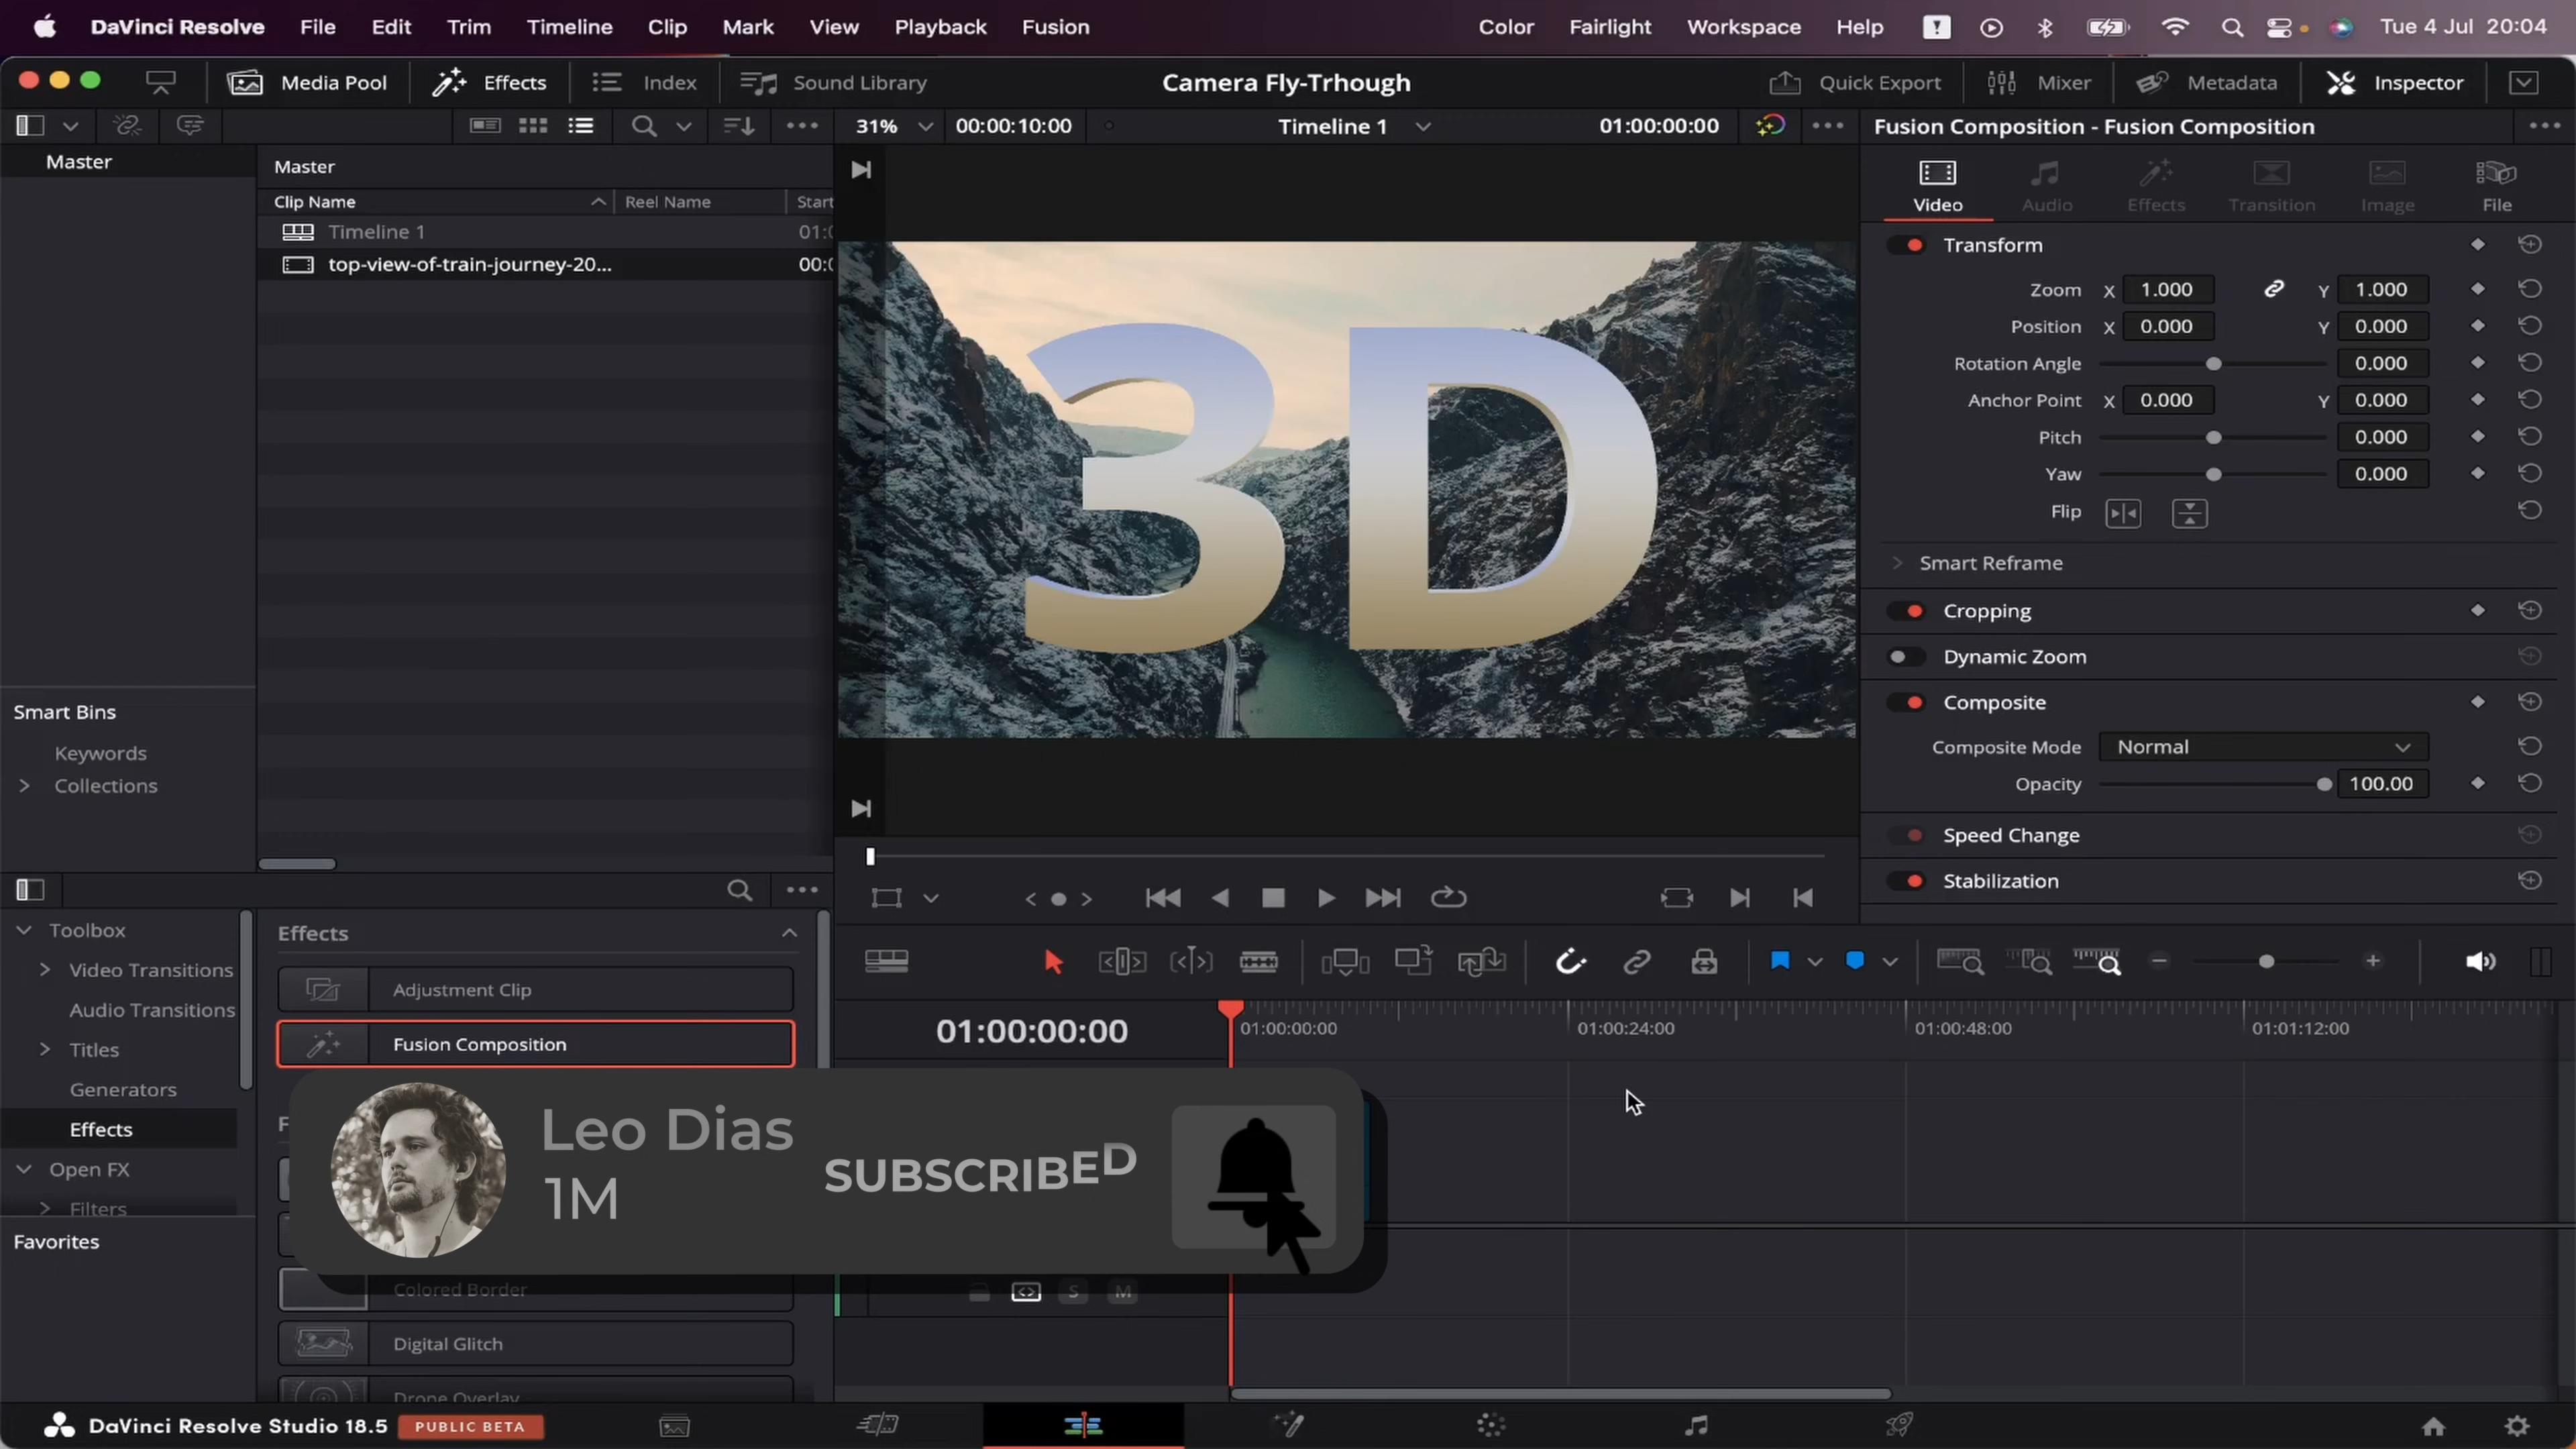 DaVinci Resolve File Edit Trim Timeline Clip Mark View Playback Fusion Color Fairlight Workspace Help Tue 4 Jul 20:04
Media Pool Effects Index Sound Library Camera Fly-Trhough Quick Export Mixer Metadata Inspector
31% 00:00:10:00 Timeline 1 01:00:00:00 Fusion Composition - Fusion Composition
Master
Master
Clip Name Reel Name Start
Timeline 1 01:0
top-view-of-train-journey-20... 00:0
Smart Bins
Keywords
Collections
3D
Video Audio Effects Transition Image File
Transform
Zoom X 1.000 Y 1.000
Position X 0.000 Y 0.000
Rotation Angle 0.000
Anchor Point X 0.000 Y 0.000
Pitch 0.000
Yaw 0.000
Flip
Smart Reframe
Cropping
Dynamic Zoom
Composite
Composite Mode Normal
Opacity 100.00
Speed Change
Stabilization
Toolbox
Video Transitions
Audio Transitions
Titles
Generators
Effects
Open FX
Filters
Favorites
Effects
Adjustment Clip
Fusion Composition
F
Colored Border
Digital Glitch
Drone Overlay
01:00:00:00 01:00:00:00 01:00:24:00 01:00:48:00 01:01:12:00
Leo Dias
1M
SUBSCRIBED
S M
DaVinci Resolve Studio 18.5 PUBLIC BETA